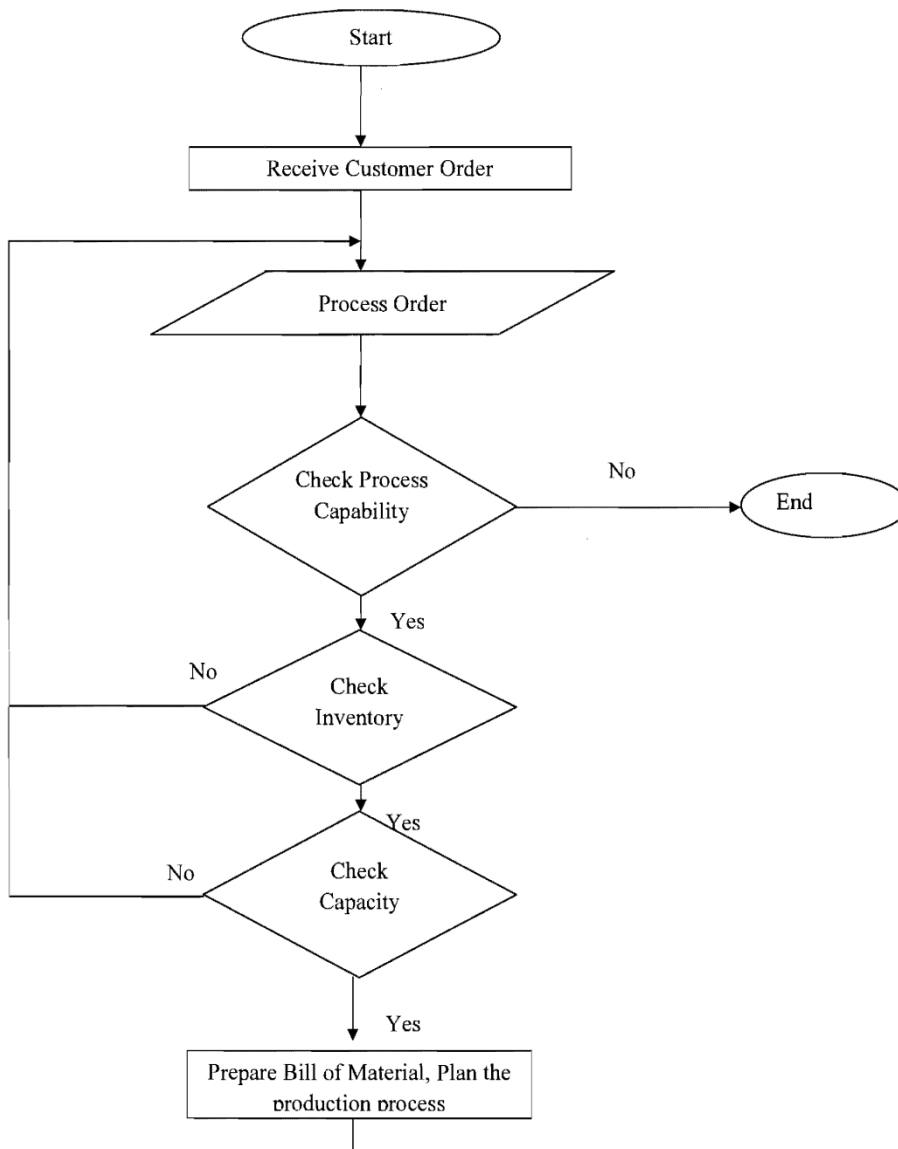 Start
Receive Customer Order
Process Order
Check Process
Capability
No
End
Yes
No
Check
Inventory
Yes
No
Check
Capacity
Yes
Prepare Bill of Material, Plan the
production process